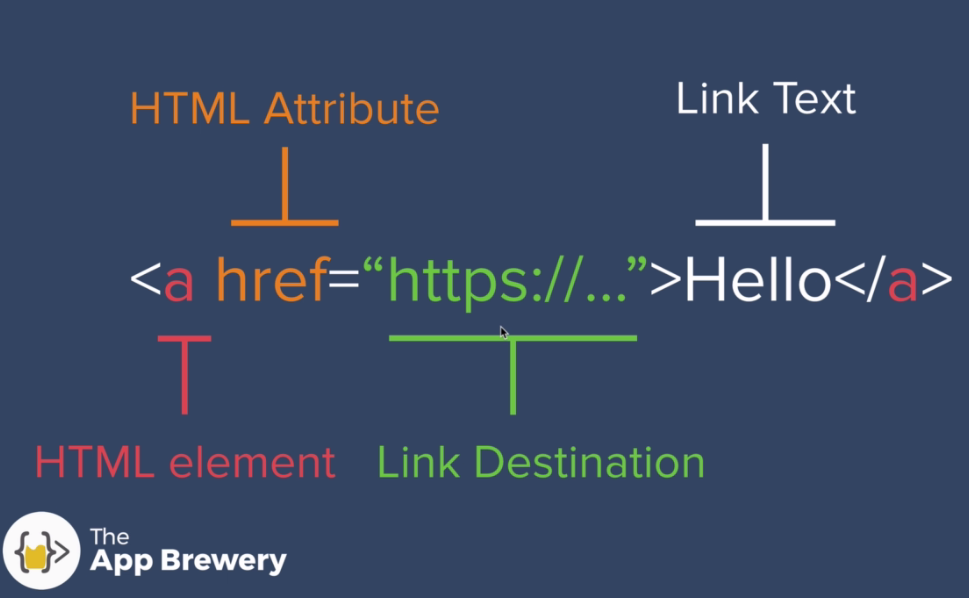 HTML Attribute
Link Text
<a href=“https://...”>Hello</a>
HTML element
Link Destination
The
App Brewery